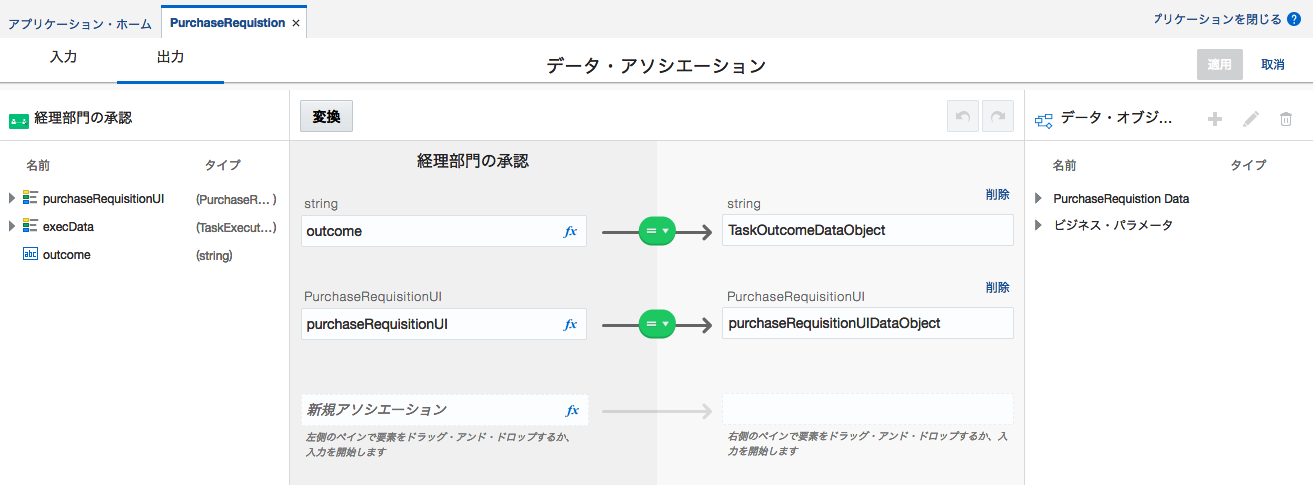 アプリケーション・ホーム
PurchaseRequistion ×
プリケーションを閉じる ?
入力
出力
データ・アソシエーション
適用
取消
経理部門の承認
名前 タイプ
purchaseRequisitionUI (PurchaseR... )
execData (TaskExecut...)
abc outcome (string)
変換
経理部門の承認
string
outcome fx
=
削除
string
TaskOutcomeDataObject
PurchaseRequisitionUI
purchaseRequisitionUI fx
=
削除
PurchaseRequisitionUI
purchaseRequisitionUIDataObject
新規アソシエーション fx
左側のペインで要素をドラッグ・アンド・ドロップするか、
入力を開始します
右側のペインで要素をドラッグ・アンド・ドロップするか、入
力を開始します
データ・オブジ...
名前 タイプ
PurchaseRequistion Data
ビジネス・パラメータ